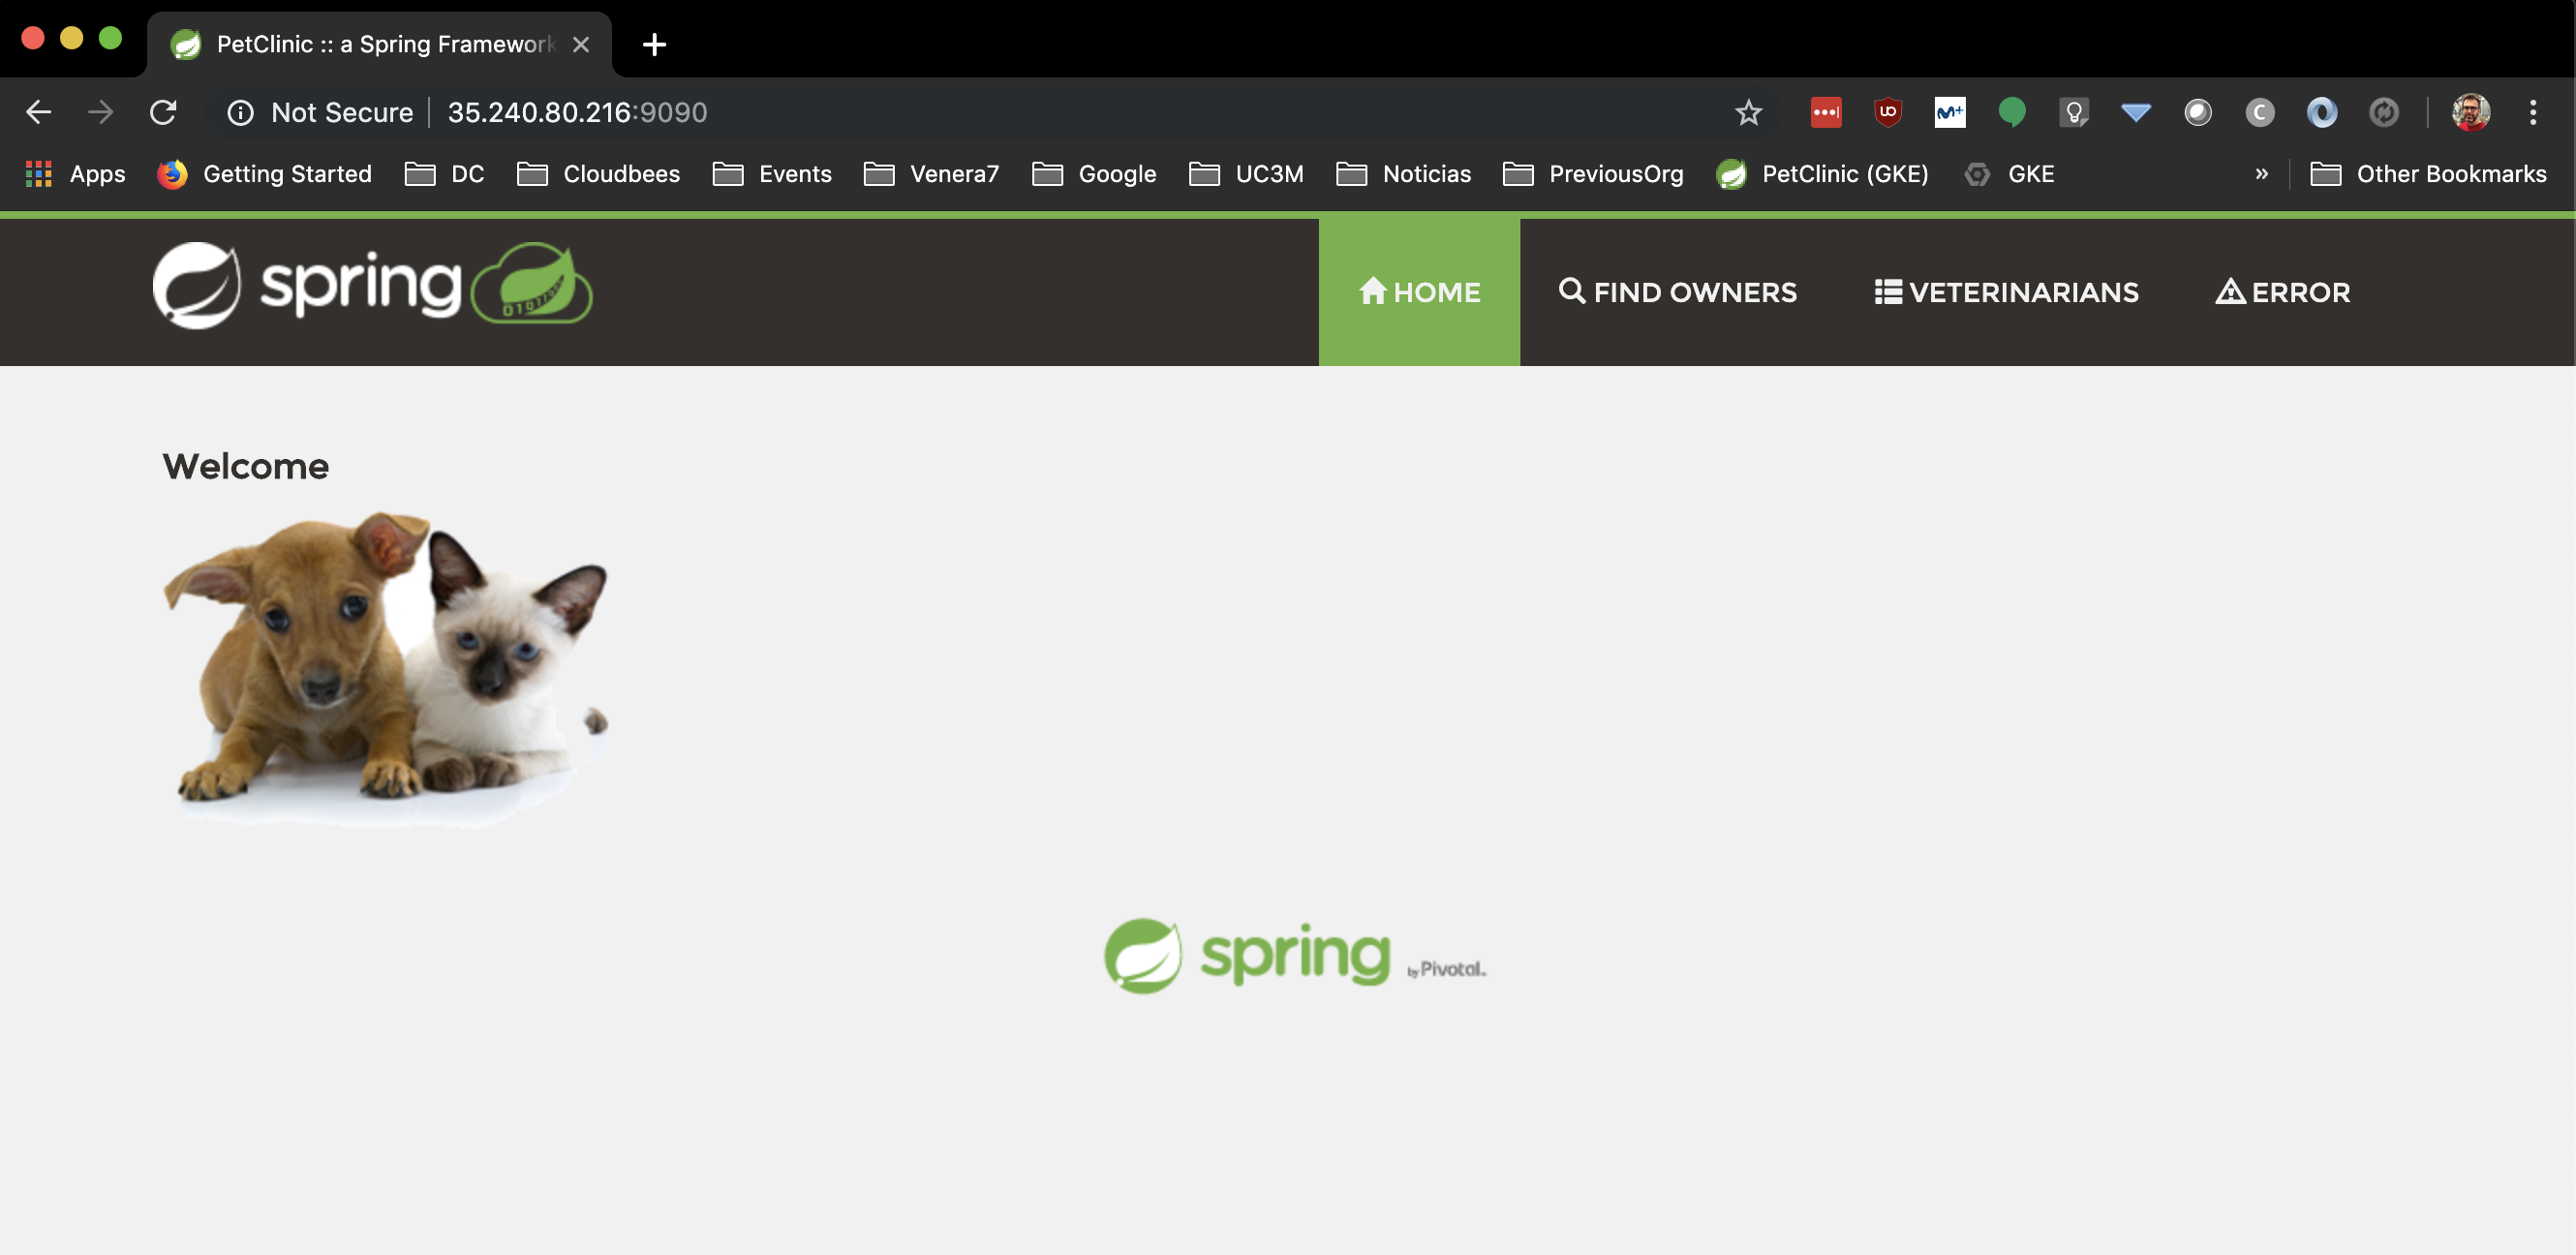 PetClinic :: a Spring Framework
Not Secure 35.240.80.216:9090
Apps Getting Started DC Cloudbees Events Venera7 Google UC3M Noticias PreviousOrg PetClinic (GKE) GKE » Other Bookmarks
spring HOME FIND OWNERS VETERINARIANS ERROR
Welcome
spring by Pivotal.